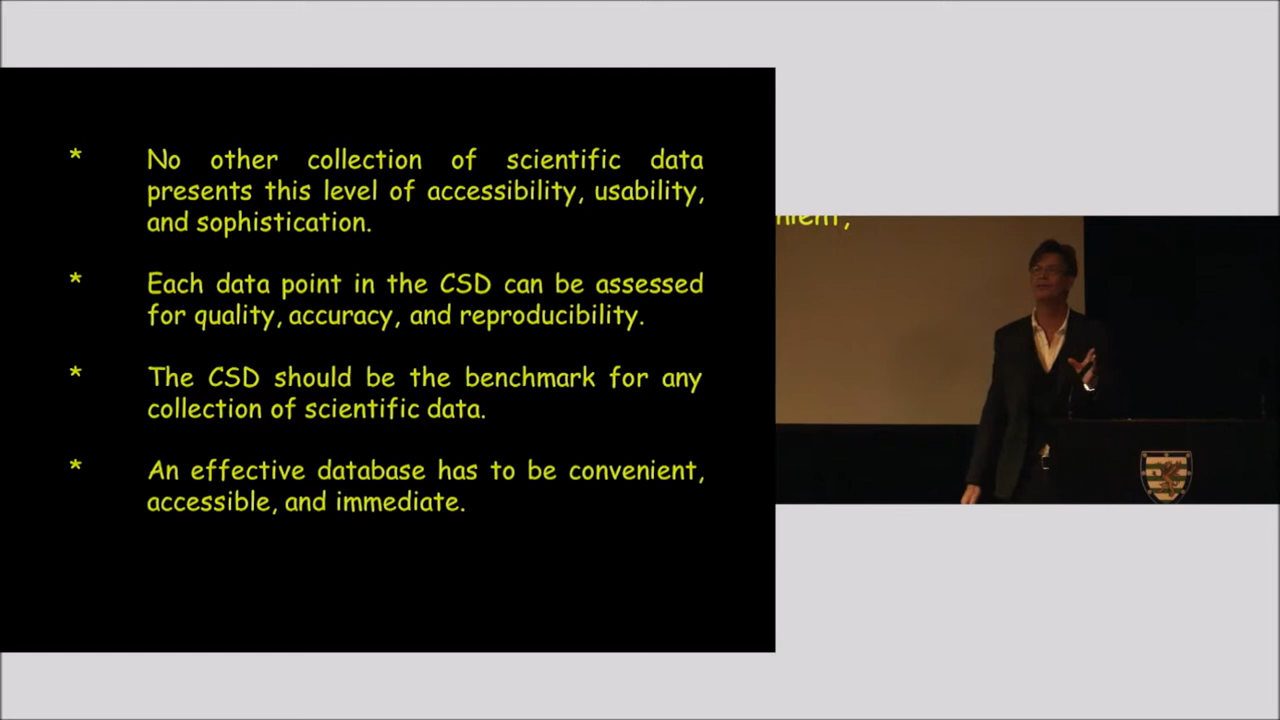 * No other collection of scientific data
presents this level of accessibility, usability,
and sophistication.
* Each data point in the CSD can be assessed
for quality, accuracy, and reproducibility.
* The CSD should be the benchmark for any
collection of scientific data.
* An effective database has to be convenient,
accessible, and immediate.
nient,